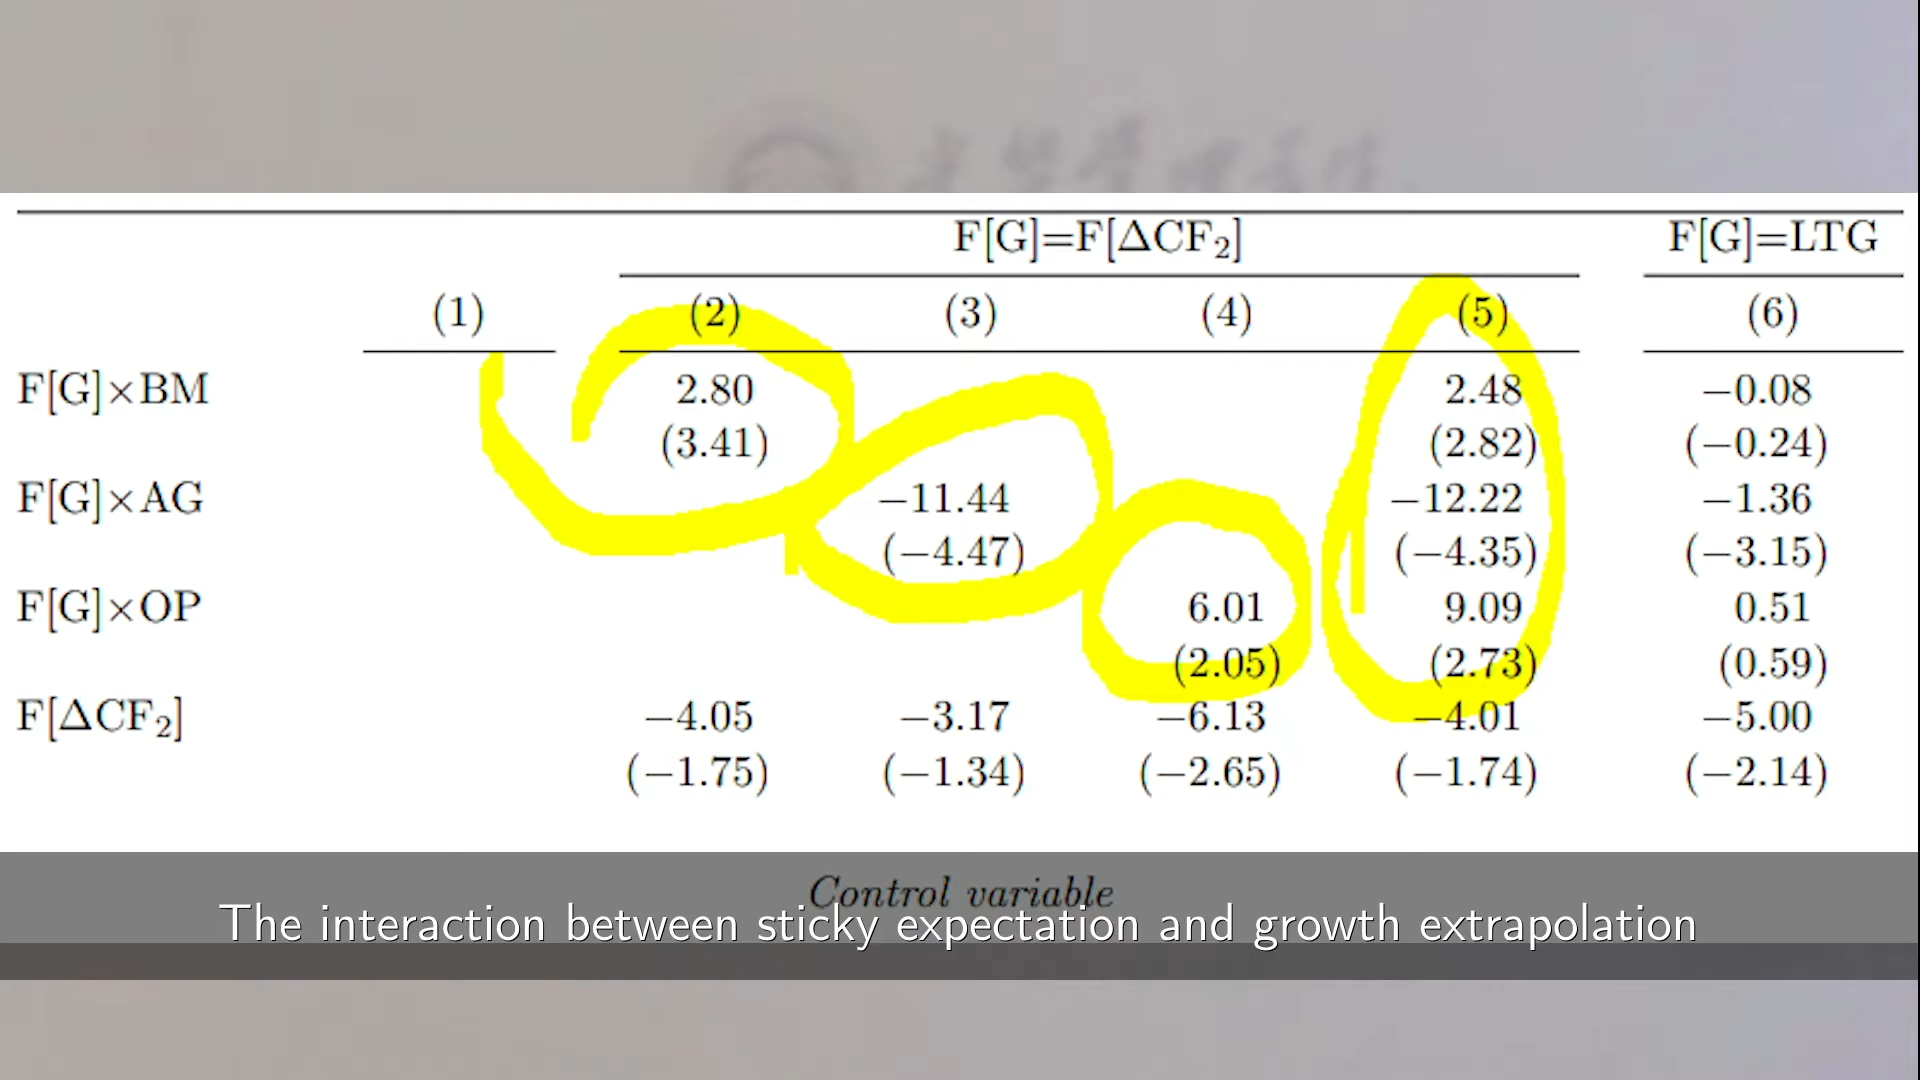 F[G]=F[ΔCF₂] F[G]=LTG
(1) (2) (3) (4) (5) (6)
F[G]×BM 2.80 2.48 −0.08
(3.41) (2.82) (−0.24)
F[G]×AG −11.44 −12.22 −1.36
(−4.47) (−4.35) (−3.15)
F[G]×OP 6.01 9.09 0.51
(2.05) (2.73) (0.59)
F[ΔCF₂] −4.05 −3.17 −6.13 −4.01 −5.00
(−1.75) (−1.34) (−2.65) (−1.74) (−2.14)
Control variable
The interaction between sticky expectation and growth extrapolation